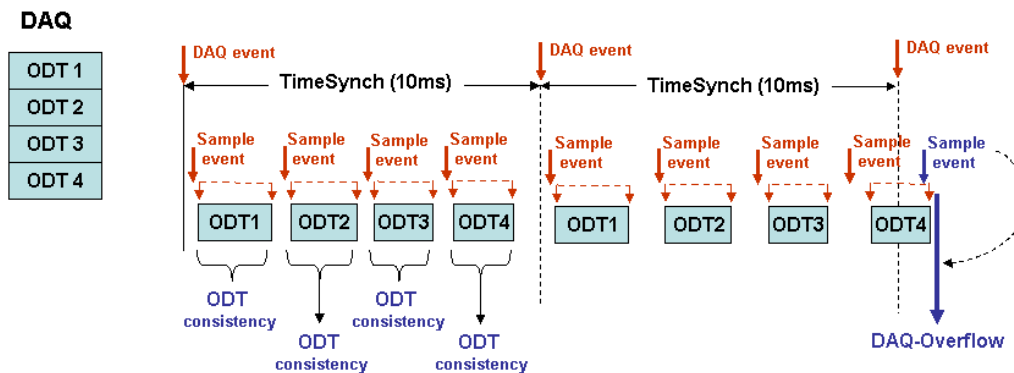 DAQ
ODT 1
ODT 2
ODT 3
ODT 4
DAQ event
DAQ event
DAQ event
TimeSynch (10ms)
TimeSynch (10ms)
Sample event
Sample event
Sample event
Sample event
Sample event
Sample event
Sample event
Sample event
Sample event
ODT1
ODT2
ODT3
ODT4
ODT1
ODT2
ODT3
ODT4
ODT consistency
ODT consistency
ODT consistency
ODT consistency
DAQ-Overflow